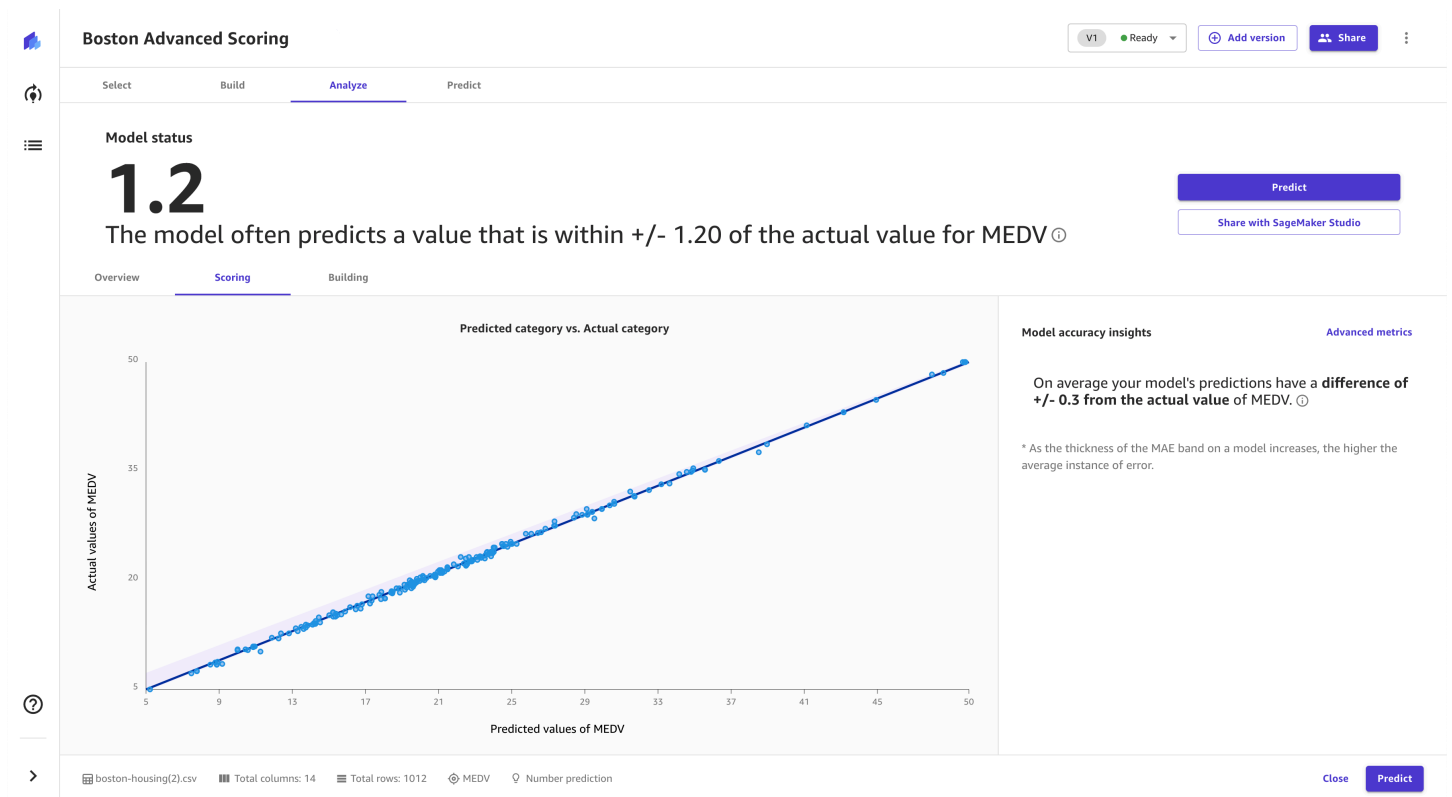 Boston Advanced Scoring
V1 Ready
Add version
Share
Select Build Analyze Predict
Model status
1.2
The model often predicts a value that is within +/- 1.20 of the actual value for MEDV
Predict
Share with SageMaker Studio
Overview Scoring Building
Predicted category vs. Actual category
50
35
20
5
Actual values of MEDV
5 9 13 17 21 25 29 33 37 41 45 50
Predicted values of MEDV
Model accuracy insights
Advanced metrics
On average your model's predictions have a difference of
+/- 0.3 from the actual value of MEDV.
* As the thickness of the MAE band on a model increases, the higher the
average instance of error.
boston-housing(2).csv Total columns: 14 Total rows: 1012 MEDV Number prediction
Close
Predict